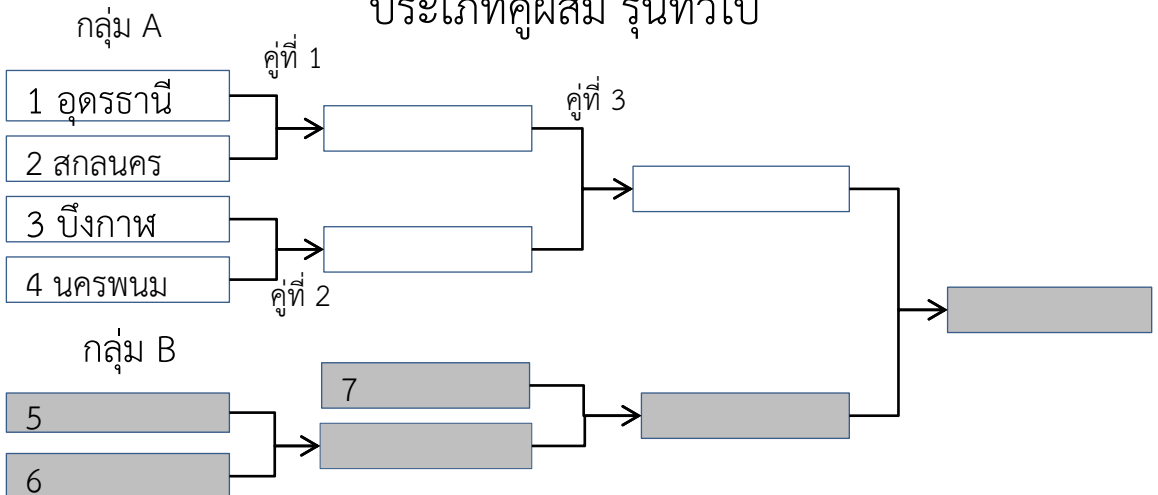 ประเภทคู่ผสม รุ่นทั่วไป
กลุ่ม A
คู่ที่ 1
1 อุดรธานี
คู่ที่ 3
2 สกลนคร
3 บึงกาฬ
4 นครพนม
คู่ที่ 2
กลุ่ม B
7
5
6